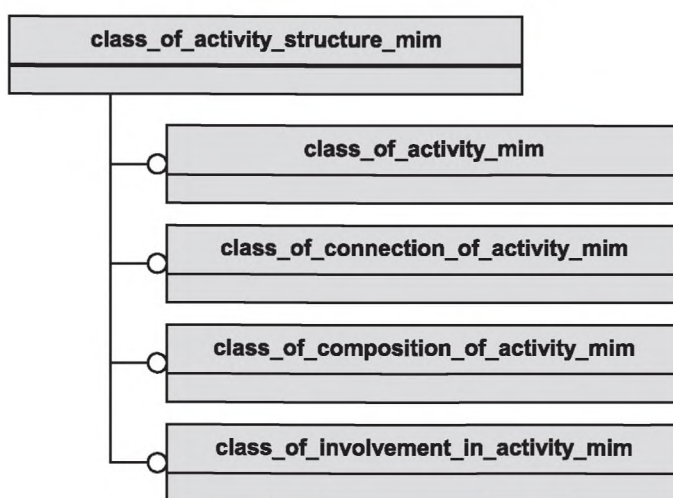 class_of_activity_structure_mim
class_of_activity_mim
class_of_connection_of_activity_mim
class_of_composition_of_activity_mim
class_of_involvement_in_activity_mim